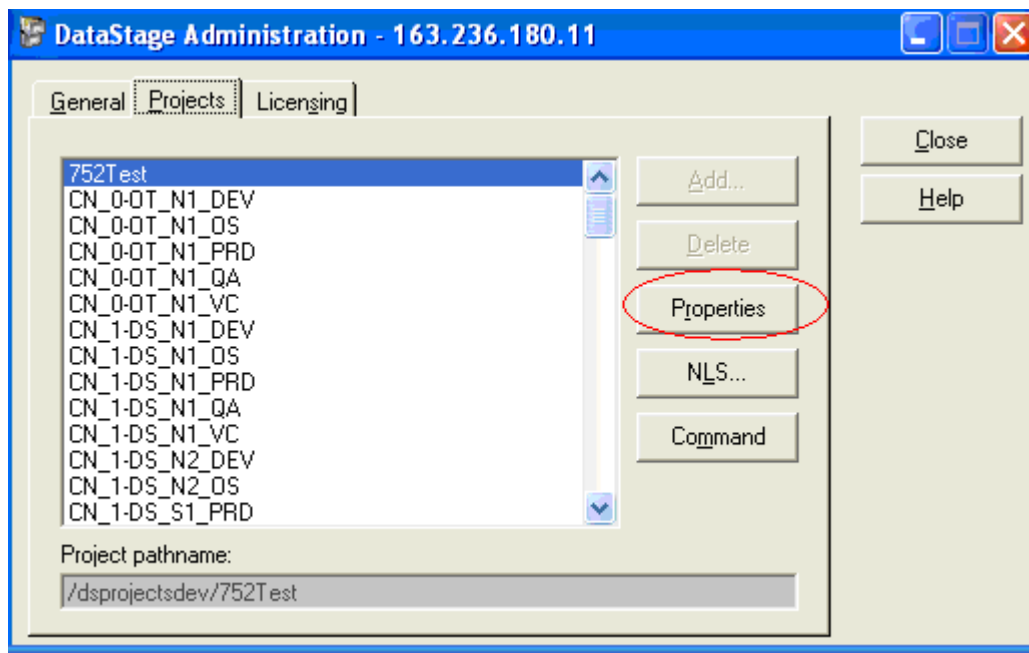 DataStage Administration - 163.236.180.11
General Projects Licensing
Close
Help
752Test
CN_0-OT_N1_DEV
CN_0-OT_N1_OS
CN_0-OT_N1_PRD
CN_0-OT_N1_QA
CN_0-OT_N1_VC
CN_1-DS_N1_DEV
CN_1-DS_N1_OS
CN_1-DS_N1_PRD
CN_1-DS_N1_QA
CN_1-DS_N1_VC
CN_1-DS_N2_DEV
CN_1-DS_N2_OS
CN_1-DS_S1_PRD
Add...
Delete
Properties
NLS...
Command
Project pathname:
/dsprojectsdev/752Test